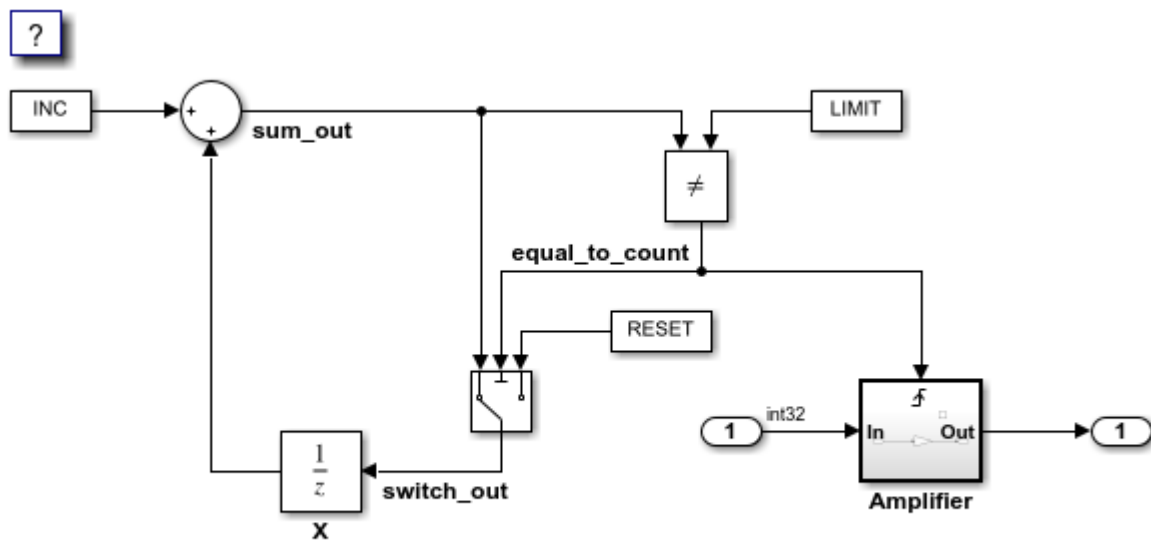 ?
INC
+
+
sum_out
LIMIT
≠
equal_to_count
RESET
1
int32
In
Out
1
Amplifier
1
z
switch_out
X